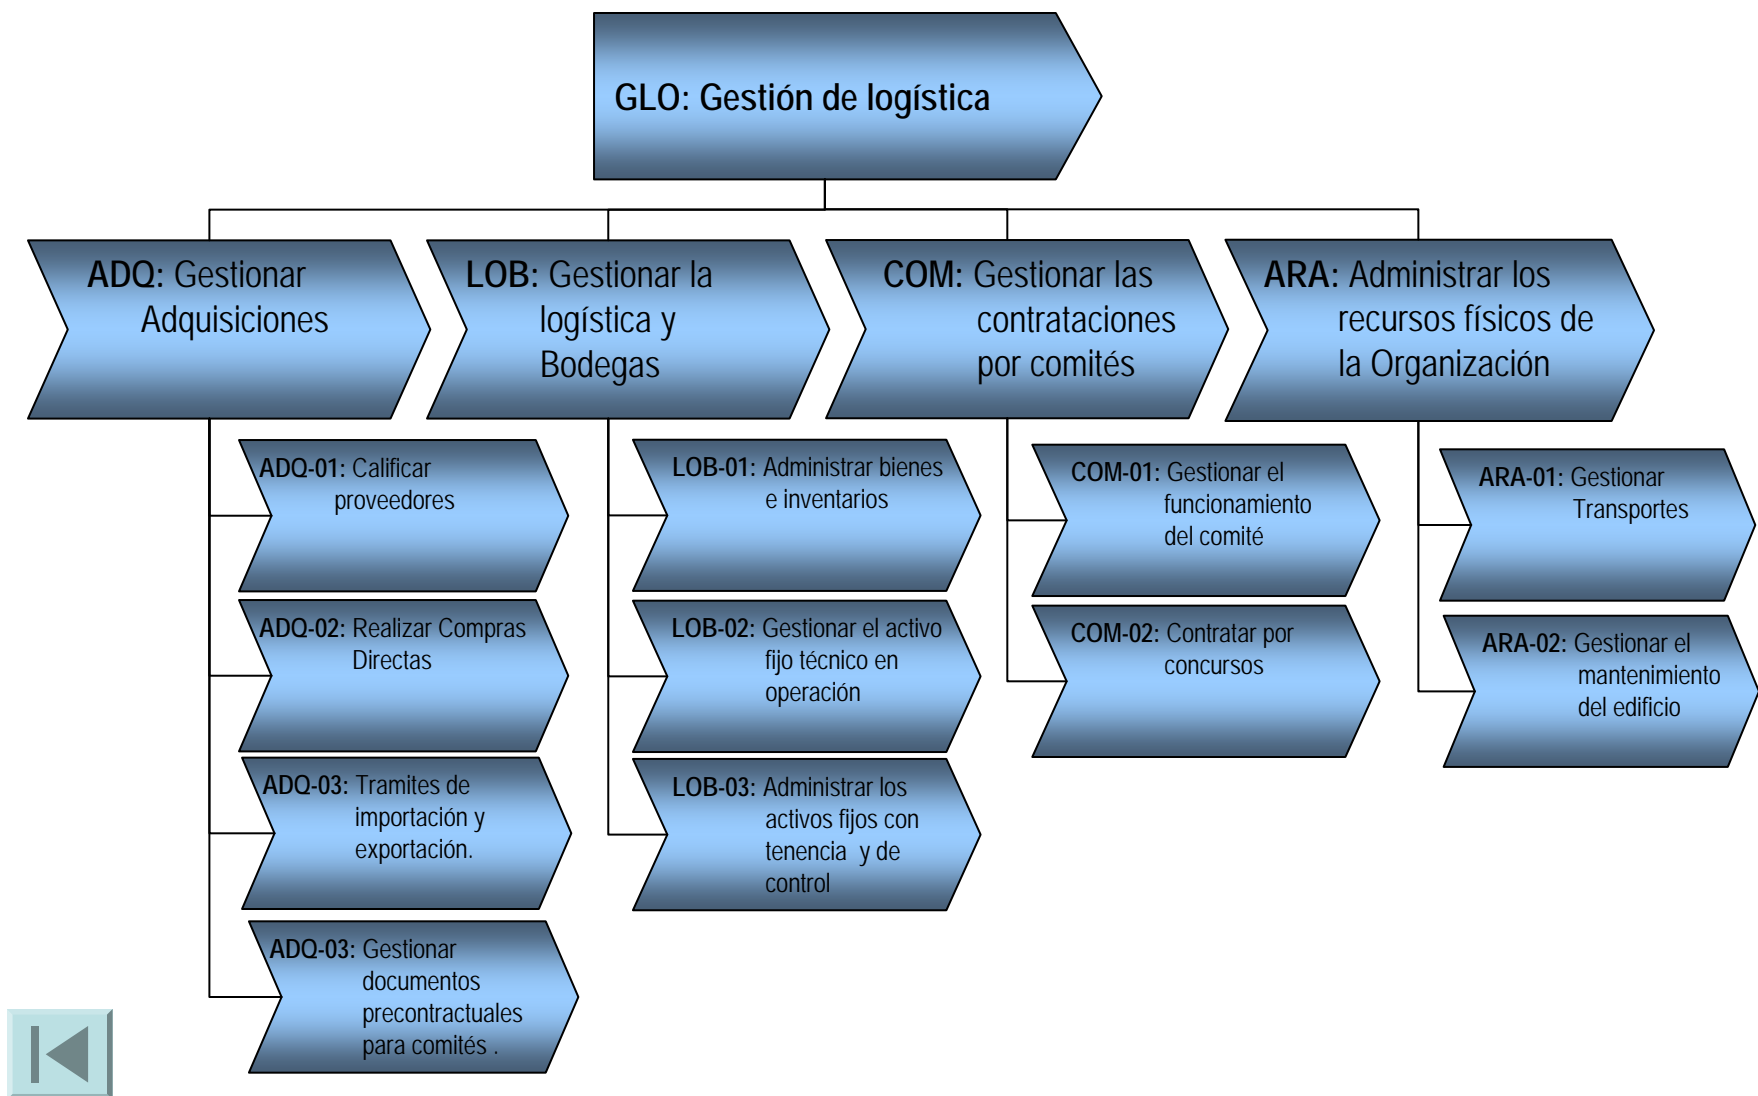 GLO: Gestión de logística
ADQ: Gestionar
Adquisiciones
LOB: Gestionar la
logística y
Bodegas
COM: Gestionar las
contrataciones
por comités
ARA: Administrar los
recursos físicos de
la Organización
ADQ-01: Calificar
proveedores
ADQ-02: Realizar Compras
Directas
ADQ-03: Tramites de
importación y
exportación.
ADQ-03: Gestionar
documentos
precontractuales
para comités .
LOB-01: Administrar bienes
e inventarios
LOB-02: Gestionar el activo
fijo técnico en
operación
LOB-03: Administrar los
activos fijos con
tenencia y de
control
COM-01: Gestionar el
funcionamiento
del comité
COM-02: Contratar por
concursos
ARA-01: Gestionar
Transportes
ARA-02: Gestionar el
mantenimiento
del edificio